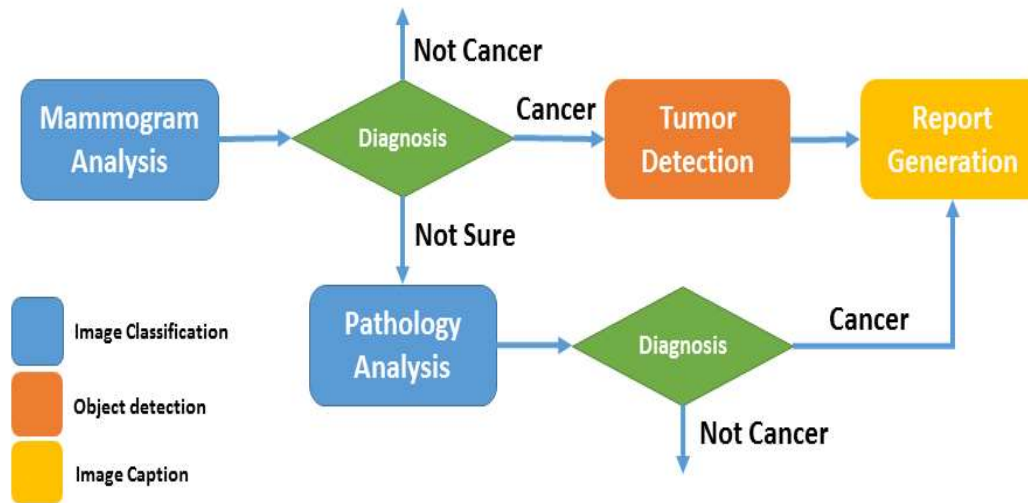 Not Cancer
Mammogram
Analysis
Diagnosis
Cancer
Tumor
Detection
Report
Generation
Not Sure
Pathology
Analysis
Diagnosis
Cancer
Not Cancer
Image Classification
Object detection
Image Caption